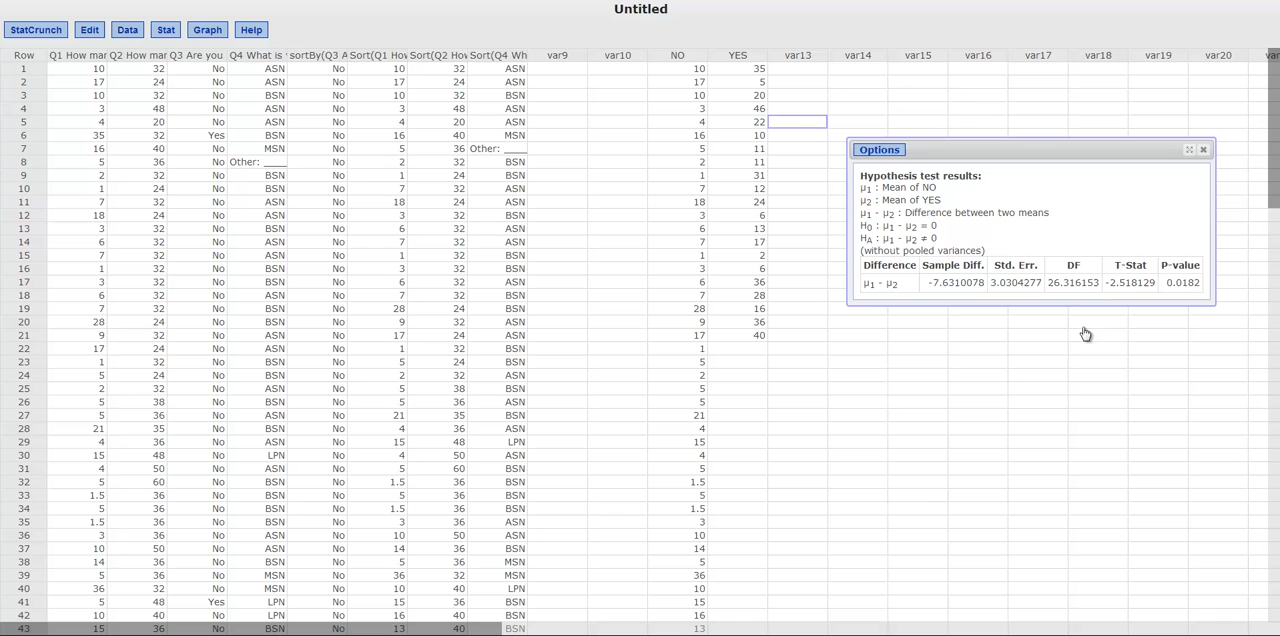 Untitled
StatCrunch Edit Data Stat Graph Help
Row Q1 How mar Q2 How mar Q3 Are you Q4 What is sortBy(Q3 A Sort(Q1 How Sort(Q2 How Sort(Q4 Wh var9 var10 NO YES var13 var14 var15 var16 var17 var18 var19 var20 var
1 10 32 No ASN No 10 32 ASN 10 35
2 17 24 No ASN No 17 24 ASN 17 5
3 10 32 No BSN No 10 32 BSN 10 20
4 3 48 No ASN No 3 48 ASN 3 46
5 4 20 No ASN No 4 20 ASN 4 22
6 35 32 Yes BSN No 16 40 MSN 16 10
7 16 40 No MSN No 5 36 Other: ____ 5 11
8 5 36 No Other: ____ No 2 32 BSN 2 11
9 2 32 No BSN No 1 24 BSN 1 31
10 1 24 No BSN No 7 32 ASN 7 12
11 7 32 No ASN No 18 24 ASN 18 24
12 18 24 No ASN No 3 32 BSN 3 6
13 3 32 No BSN No 6 32 ASN 6 13
14 6 32 No ASN No 7 32 ASN 7 17
15 7 32 No ASN No 1 32 BSN 1 2
16 1 32 No BSN No 3 32 BSN 3 6
17 3 32 No BSN No 6 32 ASN 6 36
18 6 32 No ASN No 7 32 BSN 7 28
19 7 32 No BSN No 28 24 BSN 28 16
20 28 24 No BSN No 9 32 ASN 9 36
21 9 32 No ASN No 17 24 ASN 17 40
22 17 24 No ASN No 1 32 BSN 1
23 1 32 No BSN No 5 24 BSN 5
24 5 24 No BSN No 2 32 ASN 2
25 2 32 No ASN No 5 38 BSN 5
26 5 38 No BSN No 5 36 ASN 5
27 5 36 No ASN No 21 35 BSN 21
28 21 35 No BSN No 4 36 ASN 4
29 4 36 No ASN No 15 48 LPN 15
30 15 48 No LPN No 4 50 ASN 4
31 4 50 No ASN No 5 60 BSN 5
32 5 60 No BSN No 1.5 36 BSN 1.5
33 1.5 36 No BSN No 5 36 BSN 5
34 5 36 No BSN No 1.5 36 BSN 1.5
35 1.5 36 No BSN No 3 36 ASN 3
36 3 36 No ASN No 10 50 ASN 10
37 10 50 No ASN No 14 36 BSN 14
38 14 36 No BSN No 5 36 MSN 5
39 5 36 No MSN No 36 32 MSN 36
40 36 32 No MSN No 10 40 LPN 10
41 5 48 Yes LPN No 15 36 BSN 15
42 10 40 No LPN No 16 40 BSN 16
43 15 36 No BSN No 13 40 BSN 13
Options
Hypothesis test results:
μ1 : Mean of NO
μ2 : Mean of YES
μ1 - μ2 : Difference between two means
H0 : μ1 - μ2 = 0
HA : μ1 - μ2 ≠ 0
(without pooled variances)
Difference Sample Diff. Std. Err. DF T-Stat P-value
μ1 - μ2 -7.6310078 3.0304277 26.316153 -2.518129 0.0182